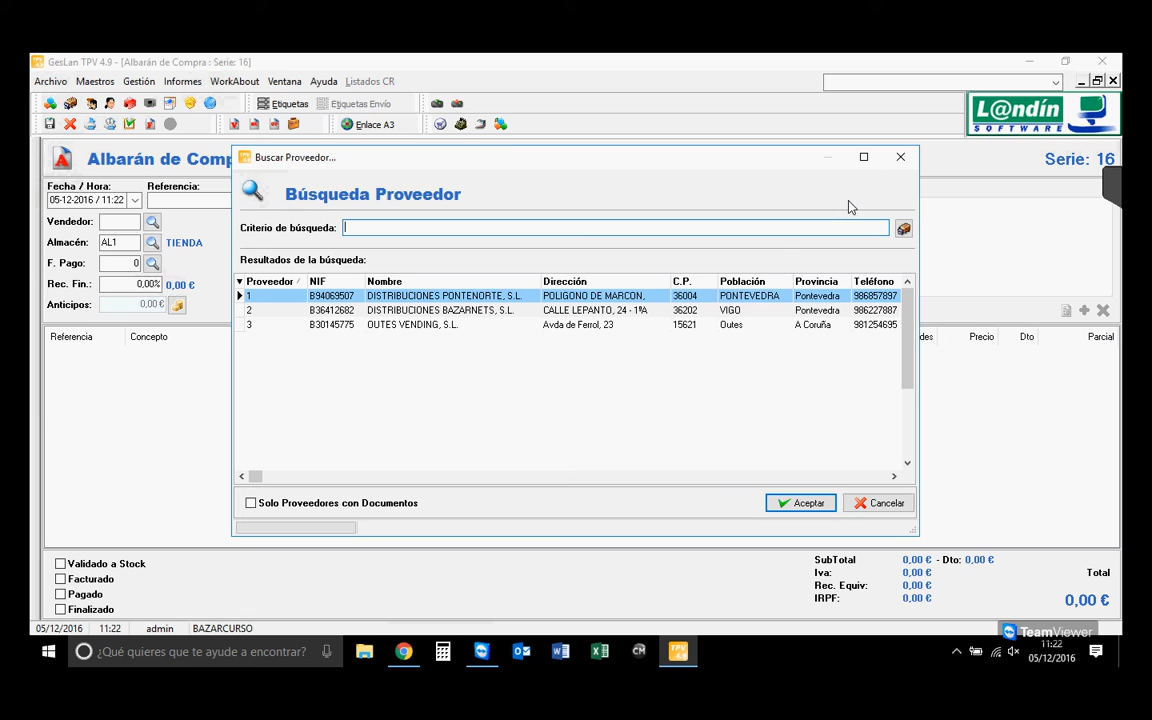 GesLan TPV 4.9 - [Albarán de Compra : Serie: 16]
Archivo Maestros Gestión Informes WorkAbout Ventana Ayuda Listados CR
Etiquetas Etiquetas Envío
Enlace A3
L@ndín
SOFTWARE
Albarán de Comp
Serie: 16
Fecha / Hora: Referencia:
05-12-2016 / 11:22
Vendedor:
Almacén: AL1 TIENDA
F. Pago: 0
Rec. Fin.: 0,00% 0,00 €
Anticipos: 0,00 €
Referencia Concepto
des Precio Dto Parcial
Buscar Proveedor...
Búsqueda Proveedor
Criterio de búsqueda:
Resultados de la búsqueda:
Proveedor NIF Nombre Dirección C.P. Población Provincia Teléfono
1 B94069507 DISTRIBUCIONES PONTENORTE, S.L. POLIGONO DE MARCON, 36004 PONTEVEDRA Pontevedra 986857897
2 B36412682 DISTRIBUCIONES BAZARNETS, S.L. CALLE LEPANTO, 24 - 1ºA 36202 VIGO Pontevedra 986227887
3 B30145775 OUTES VENDING, S.L. Avda de Ferrol, 23 15621 Outes A Coruña 981254695
Solo Proveedores con Documentos
Aceptar Cancelar
Validado a Stock
Facturado
Pagado
Finalizado
SubTotal 0,00 € - Dto: 0,00 €
Iva: 0,00 € Total
Rec. Equiv: 0,00 €
IRPF: 0,00 € 0,00 €
05/12/2016 11:22 admin BAZARCURSO
TeamViewer
¿Qué quieres que te ayude a encontrar?
TPV
4.9
11:22
05/12/2016